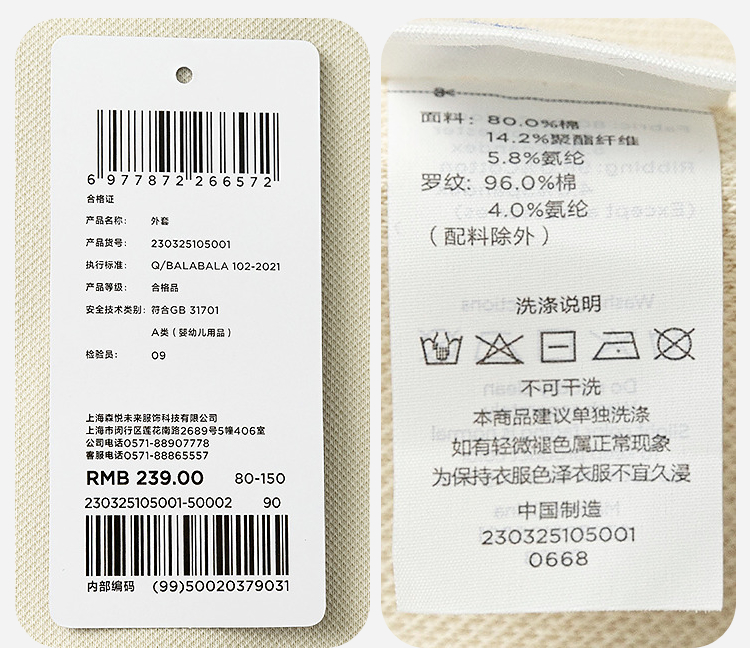 6 977872 266572
合格证
产品名称: 外套
产品货号: 230325105001
执行标准: Q/BALABALA 102-2021
产品等级: 合格品
安全技术类别: 符合GB 31701
A类(婴幼儿用品)
检验员: 09
上海森悦未来服饰科技有限公司
上海市闵行区莲花南路2689号5幢406室
公司电话0571-88907778
客服电话0571-88865557
RMB 239.00 80-150
230325105001-50002 90
内部编码 (99)50020379031
面料: 80.0%棉
14.2%聚酯纤维
5.8%氨纶
罗纹: 96.0%棉
4.0%氨纶
(配料除外)
洗涤说明
不可干洗
本商品建议单独洗涤
如有轻微褪色属正常现象
为保持衣服色泽衣服不宜久浸
中国制造
230325105001
0668